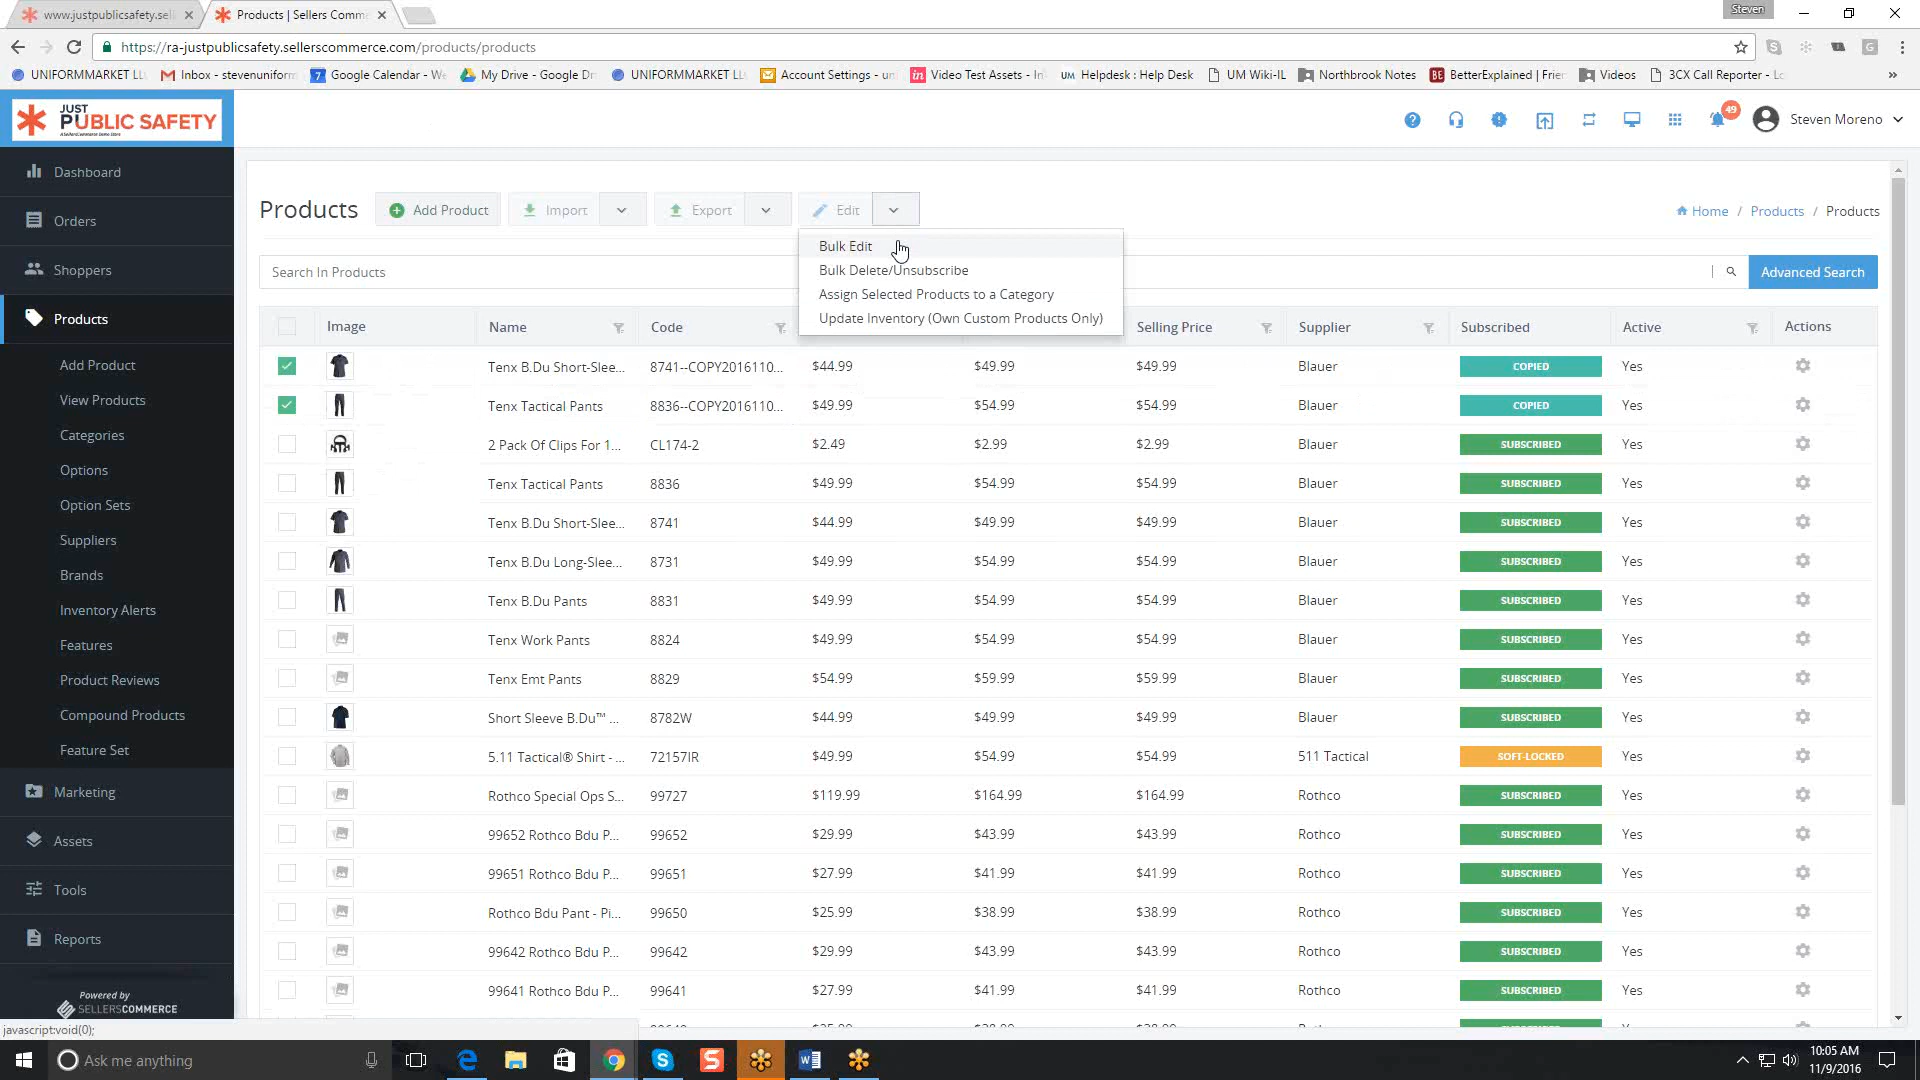 www.justpublicsafety.sell
Products | Sellers Comme
Steven
https://ra-justpublicsafety.sellerscommerce.com/products/products
UNIFORMMARKET LL
Inbox - stevenuniform
7 Google Calendar - We
My Drive - Google Dr
UNIFORMMARKET LL
Account Settings - un
in Video Test Assets - In
UM Helpdesk : Help Desk
UM Wiki-IL
Northbrook Notes
BE BetterExplained | Frie
Videos
3CX Call Reporter - Lo
JUST
PUBLIC SAFETY
A SellersCommerce Demo Store
49
Steven Moreno
Dashboard
Orders
Shoppers
Products
Add Product
View Products
Categories
Options
Option Sets
Suppliers
Brands
Inventory Alerts
Features
Product Reviews
Compound Products
Feature Set
Marketing
Assets
Tools
Reports
Powered by
SELLERSCOMMERCE
javascript:void(0);
Products
Add Product
Import
Export
Edit
Home / Products / Products
Bulk Edit
Bulk Delete/Unsubscribe
Assign Selected Products to a Category
Update Inventory (Own Custom Products Only)
Search In Products
Advanced Search
Image Name Code Selling Price Supplier Subscribed Active Actions
Tenx B.Du Short-Slee... 8741--COPY2016110... $44.99 $49.99 $49.99 Blauer COPIED Yes
Tenx Tactical Pants 8836--COPY2016110... $49.99 $54.99 $54.99 Blauer COPIED Yes
2 Pack Of Clips For 1... CL174-2 $2.49 $2.99 $2.99 Blauer SUBSCRIBED Yes
Tenx Tactical Pants 8836 $49.99 $54.99 $54.99 Blauer SUBSCRIBED Yes
Tenx B.Du Short-Slee... 8741 $44.99 $49.99 $49.99 Blauer SUBSCRIBED Yes
Tenx B.Du Long-Slee... 8731 $49.99 $54.99 $54.99 Blauer SUBSCRIBED Yes
Tenx B.Du Pants 8831 $49.99 $54.99 $54.99 Blauer SUBSCRIBED Yes
Tenx Work Pants 8824 $49.99 $54.99 $54.99 Blauer SUBSCRIBED Yes
Tenx Emt Pants 8829 $54.99 $59.99 $59.99 Blauer SUBSCRIBED Yes
Short Sleeve B.Du™ ... 8782W $44.99 $49.99 $49.99 Blauer SUBSCRIBED Yes
5.11 Tactical® Shirt - ... 72157IR $49.99 $54.99 $54.99 511 Tactical SOFT-LOCKED Yes
Rothco Special Ops S... 99727 $119.99 $164.99 $164.99 Rothco SUBSCRIBED Yes
99652 Rothco Bdu P... 99652 $29.99 $43.99 $43.99 Rothco SUBSCRIBED Yes
99651 Rothco Bdu P... 99651 $27.99 $41.99 $41.99 Rothco SUBSCRIBED Yes
Rothco Bdu Pant - Pi... 99650 $25.99 $38.99 $38.99 Rothco SUBSCRIBED Yes
99642 Rothco Bdu P... 99642 $29.99 $43.99 $43.99 Rothco SUBSCRIBED Yes
99641 Rothco Bdu P... 99641 $27.99 $41.99 $41.99 Rothco SUBSCRIBED Yes
Ask me anything
10:05 AM
11/9/2016